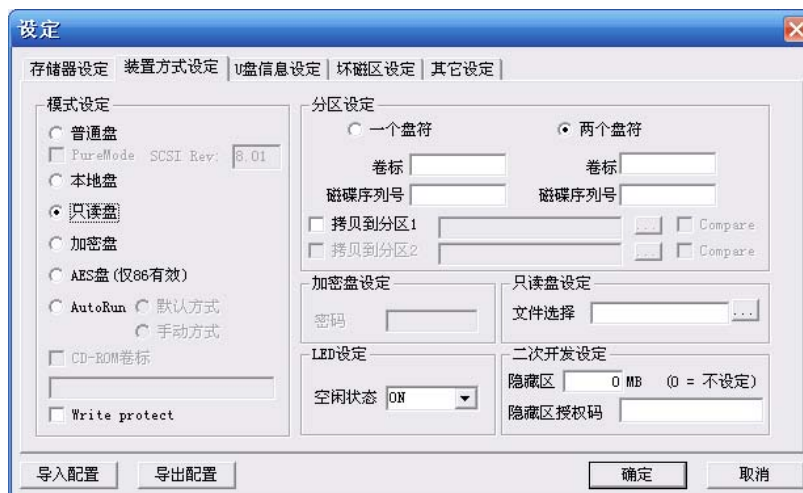 设定
存储器设定 装置方式设定 U盘信息设定 坏磁区设定 其它设定
模式设定
普通盘
PureMode SCSI Rev: 8.01
本地盘
只读盘
加密盘
AES盘(仅86有效)
AutoRun 默认方式
手动方式
CD-ROM卷标
Write protect
分区设定
一个盘符 两个盘符
卷标 卷标
磁碟序列号 磁碟序列号
拷贝到分区1 ... Compare
拷贝到分区2 ... Compare
加密盘设定
密码
只读盘设定
文件选择 ...
LED设定
空闲状态 ON
二次开发设定
隐藏区 0 MB (0 = 不设定)
隐藏区授权码
导入配置 导出配置 确定 取消